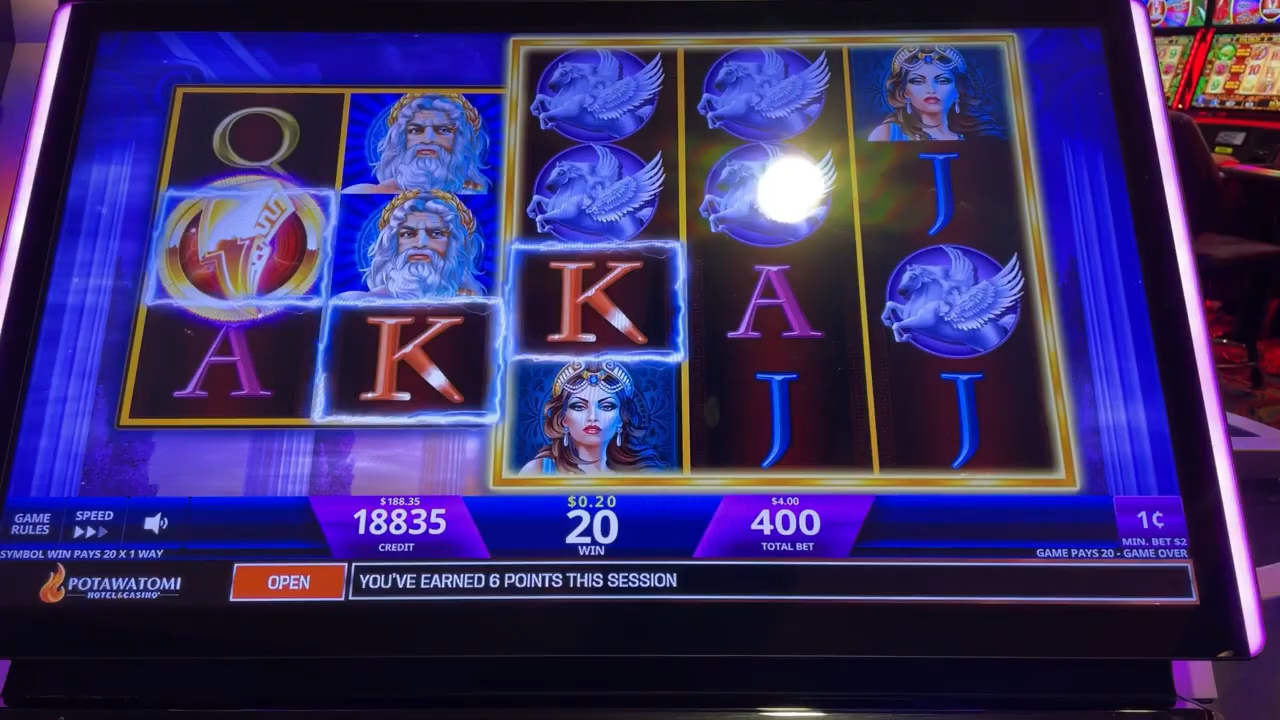 Q
K
K
A
A
J
J
J
GAME RULES
SPEED
$188.35
18835
CREDIT
$0.20
20
WIN
$4.00
400
TOTAL BET
1¢
MIN. BET $2
SYMBOL WIN PAYS 20 X 1 WAY
GAME PAYS 20 - GAME OVER
POTAWATOMI
HOTEL&CASINO
OPEN
YOU'VE EARNED 6 POINTS THIS SESSION